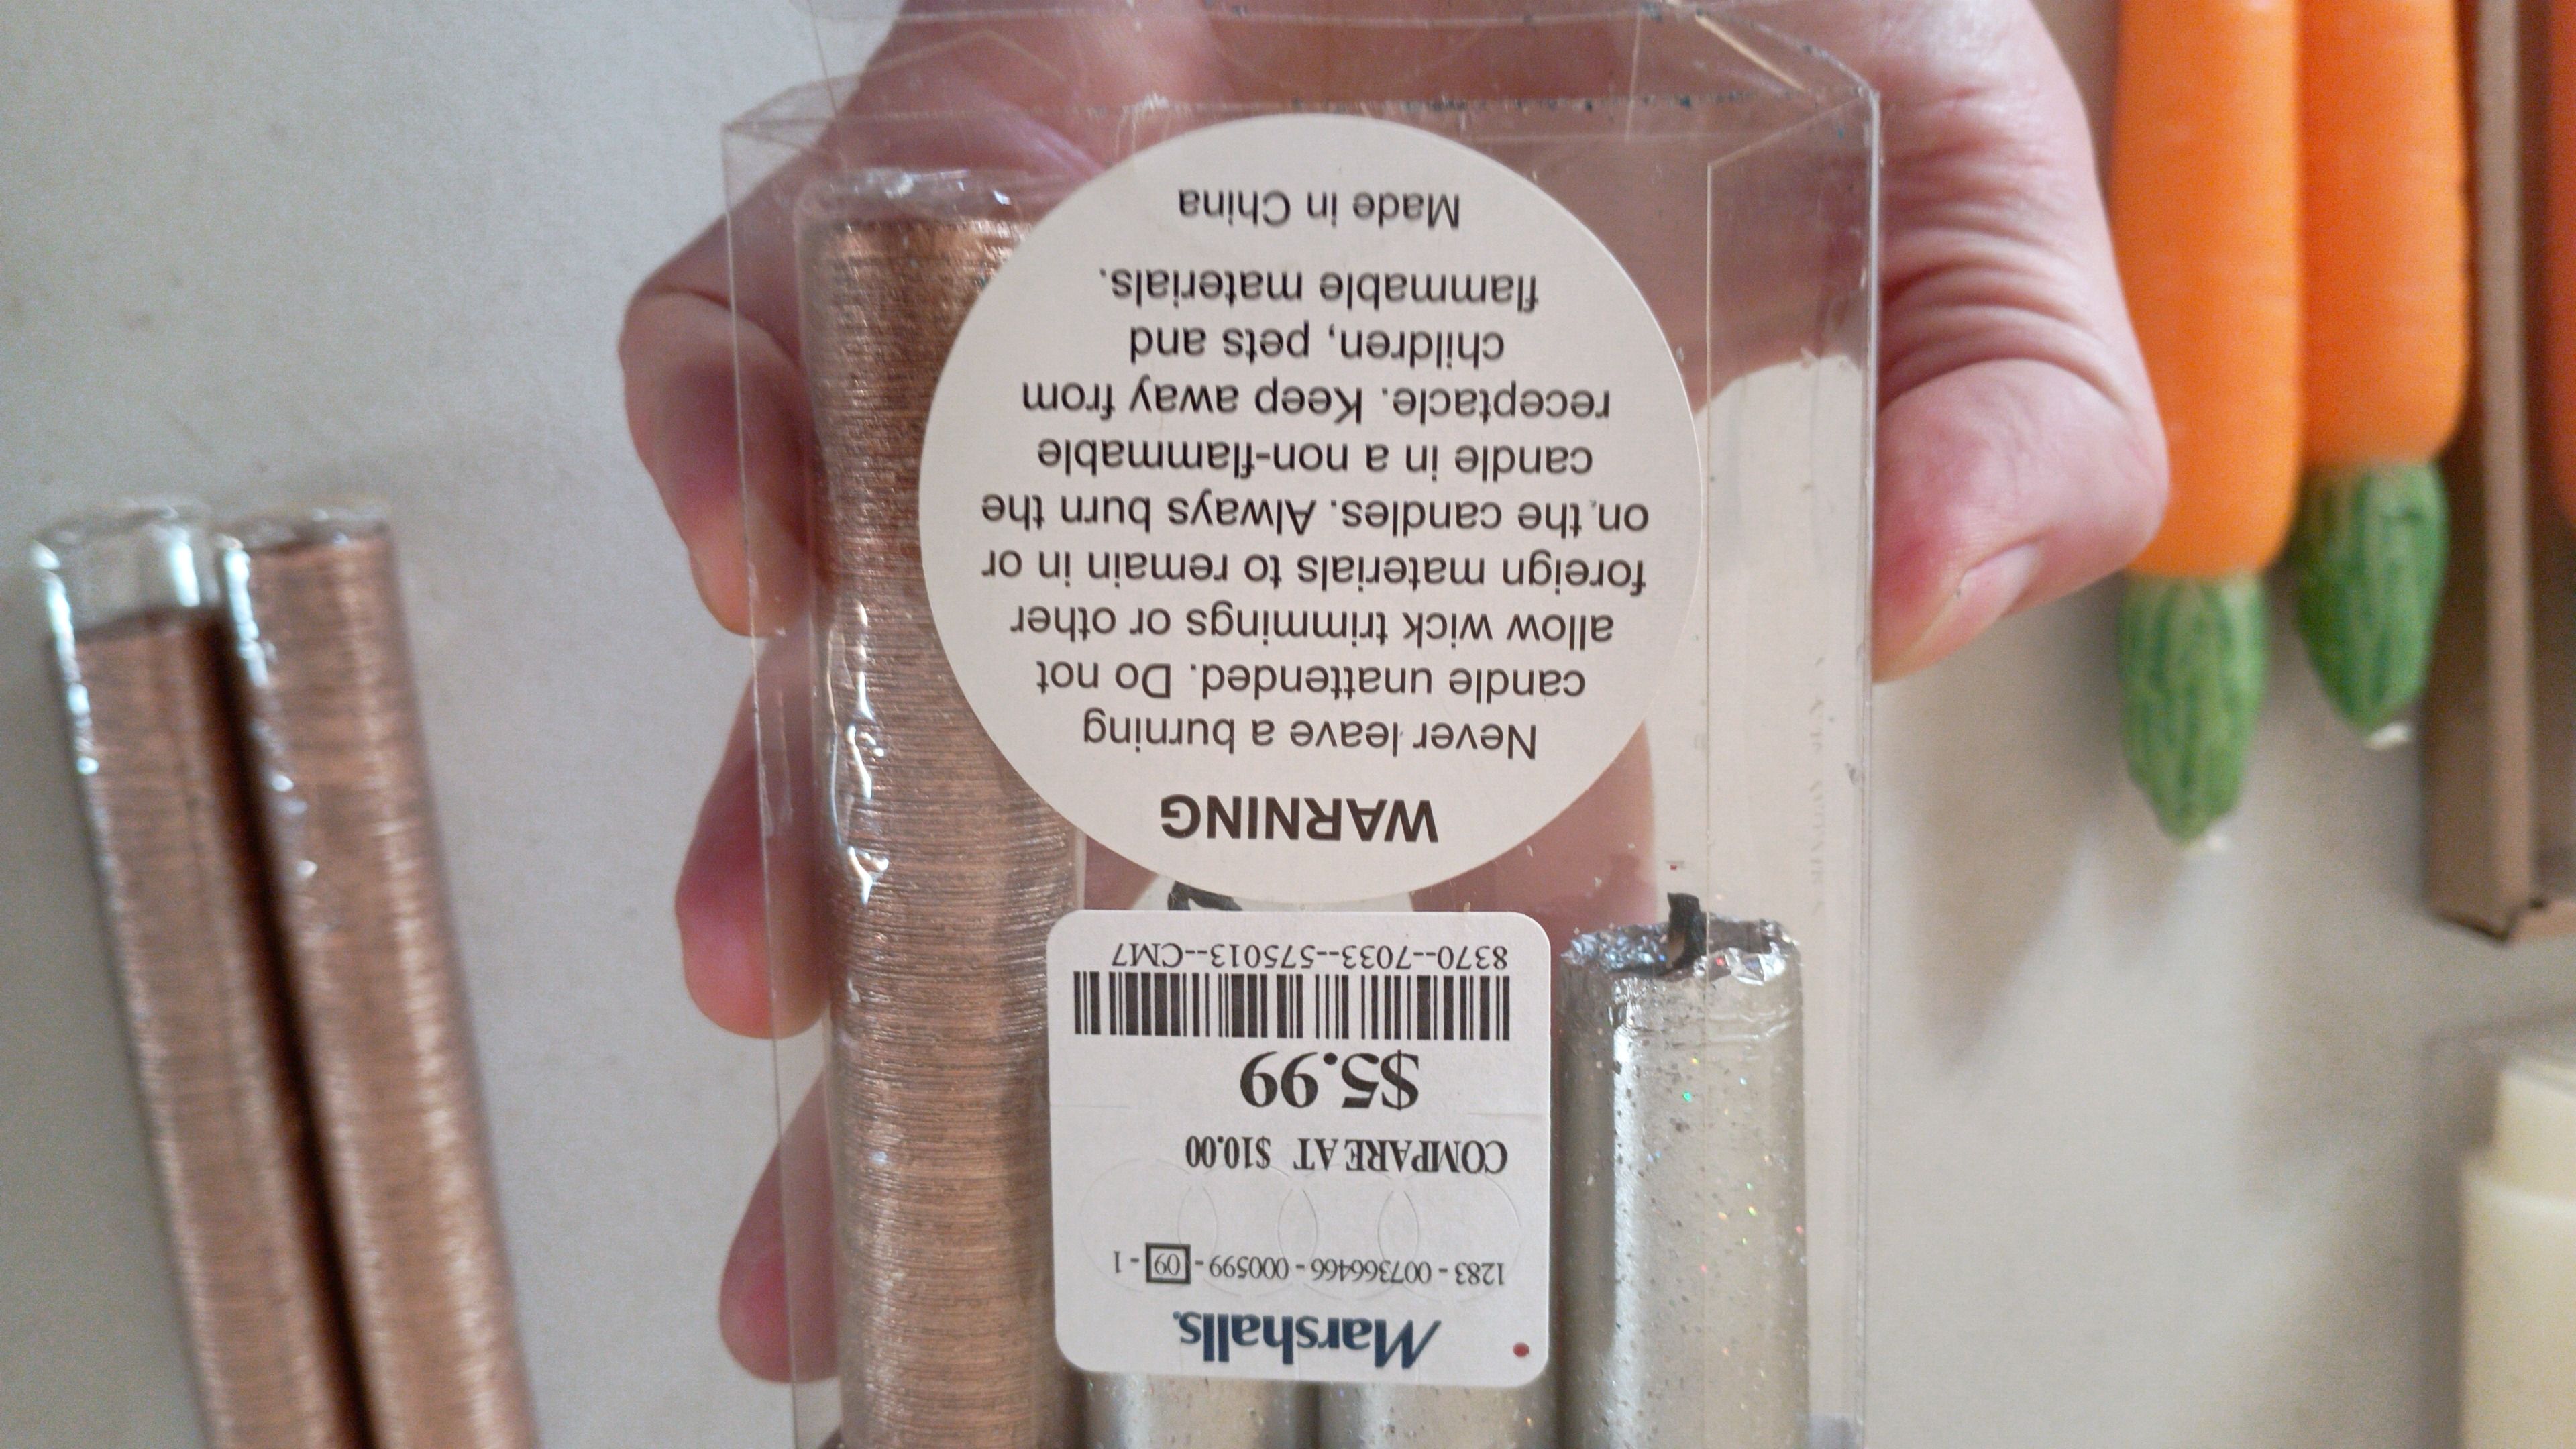 Marshalls.
1283 - 007366466 - 000599 - 09 - 1
COMPARE AT $10.00
$5.99
8370--7033--575013--CM7
WARNING
Never leave a burning
candle unattended. Do not
allow wick trimmings or other
foreign materials to remain in or
on the candles. Always burn the
candle in a non-flammable
receptacle. Keep away from
children, pets and
flammable materials.
Made in China